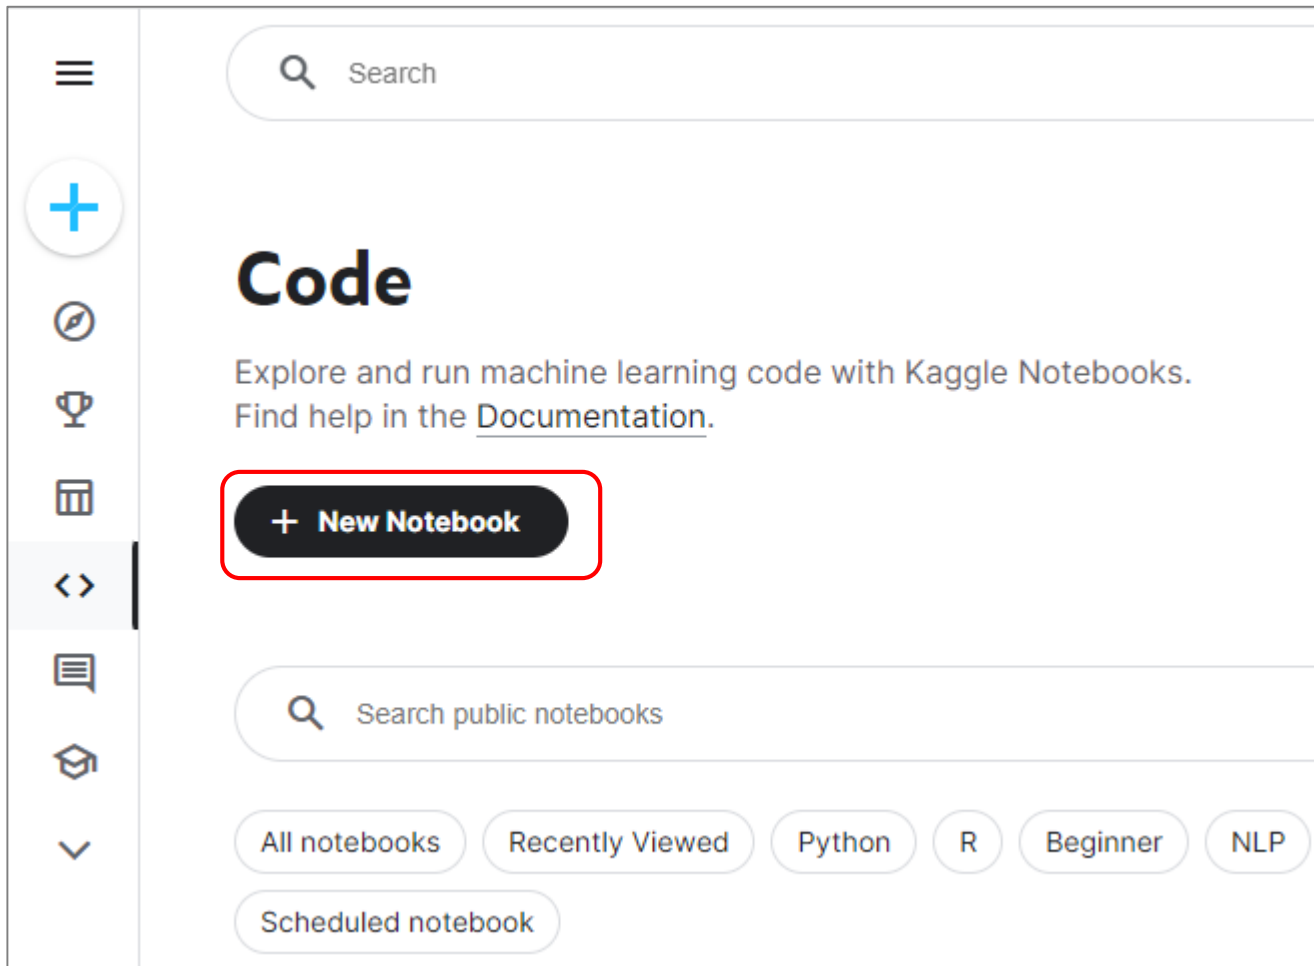 Search
Code
Explore and run machine learning code with Kaggle Notebooks.
Find help in the Documentation.
+ New Notebook
Search public notebooks
All notebooks
Recently Viewed
Python
R
Beginner
NLP
Scheduled notebook